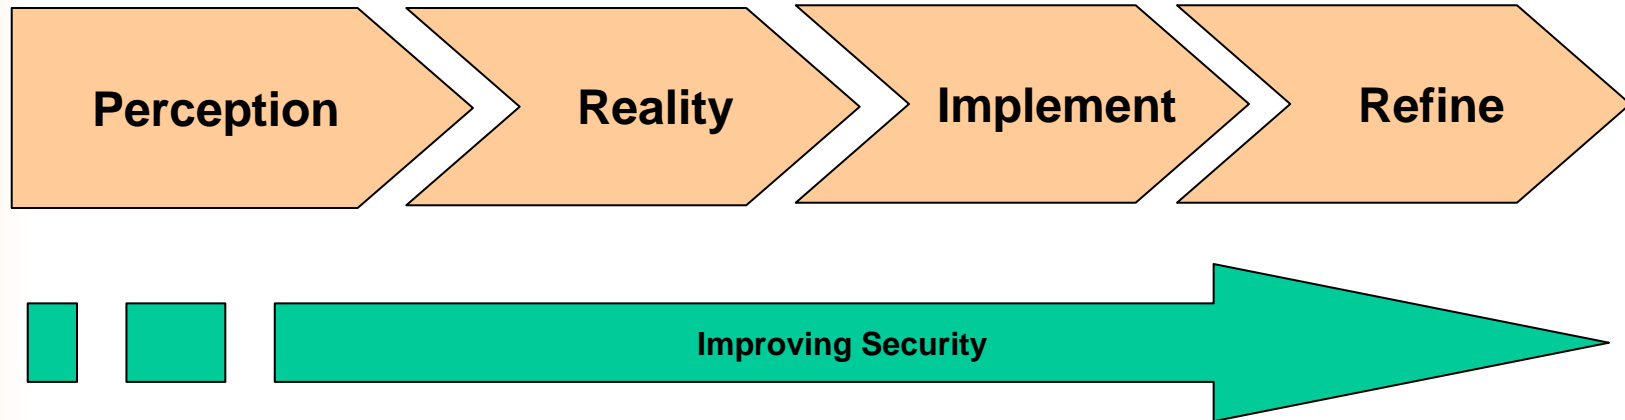 Perception
Reality
Implement
Refine
Improving Security